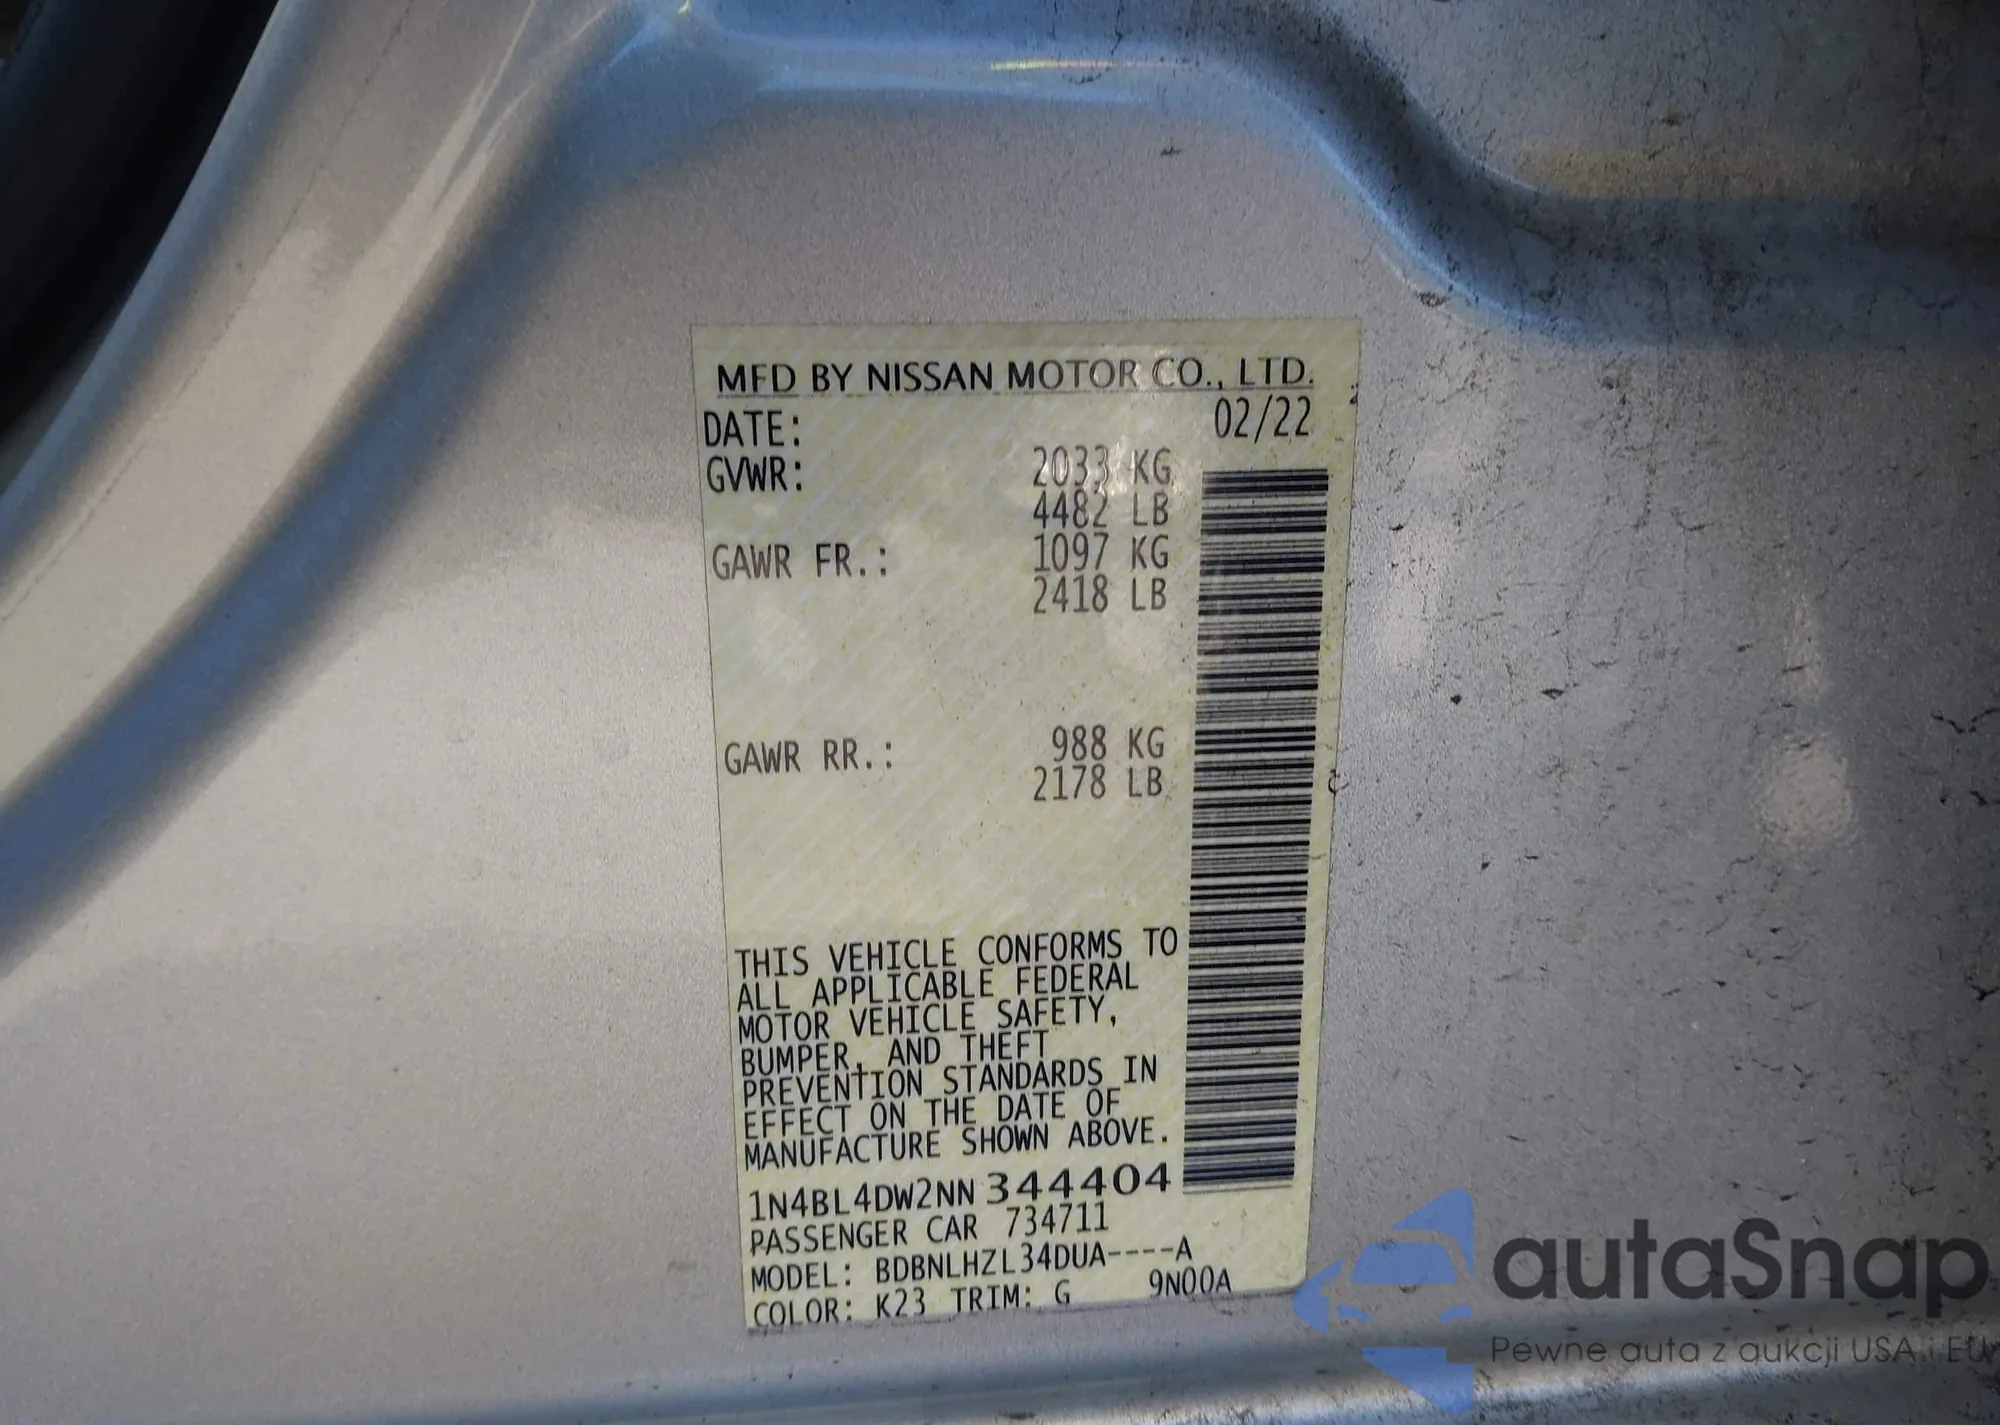 MFD BY NISSAN MOTOR CO., LTD.
DATE: 02/22
GVWR: 2033 KG
4482 LB
GAWR FR.: 1097 KG
2418 LB
GAWR RR.: 988 KG
2178 LB
THIS VEHICLE CONFORMS TO
ALL APPLICABLE FEDERAL
MOTOR VEHICLE SAFETY,
BUMPER, AND THEFT
PREVENTION STANDARDS IN
EFFECT ON THE DATE OF
MANUFACTURE SHOWN ABOVE.
1N4BL4DW2NN344404
PASSENGER CAR 734711
MODEL: BDBNLHZL34DUA----A
COLOR: K23 TRIM: G 9N00A
autaSnap
Pewne auta z aukcji USA i EU